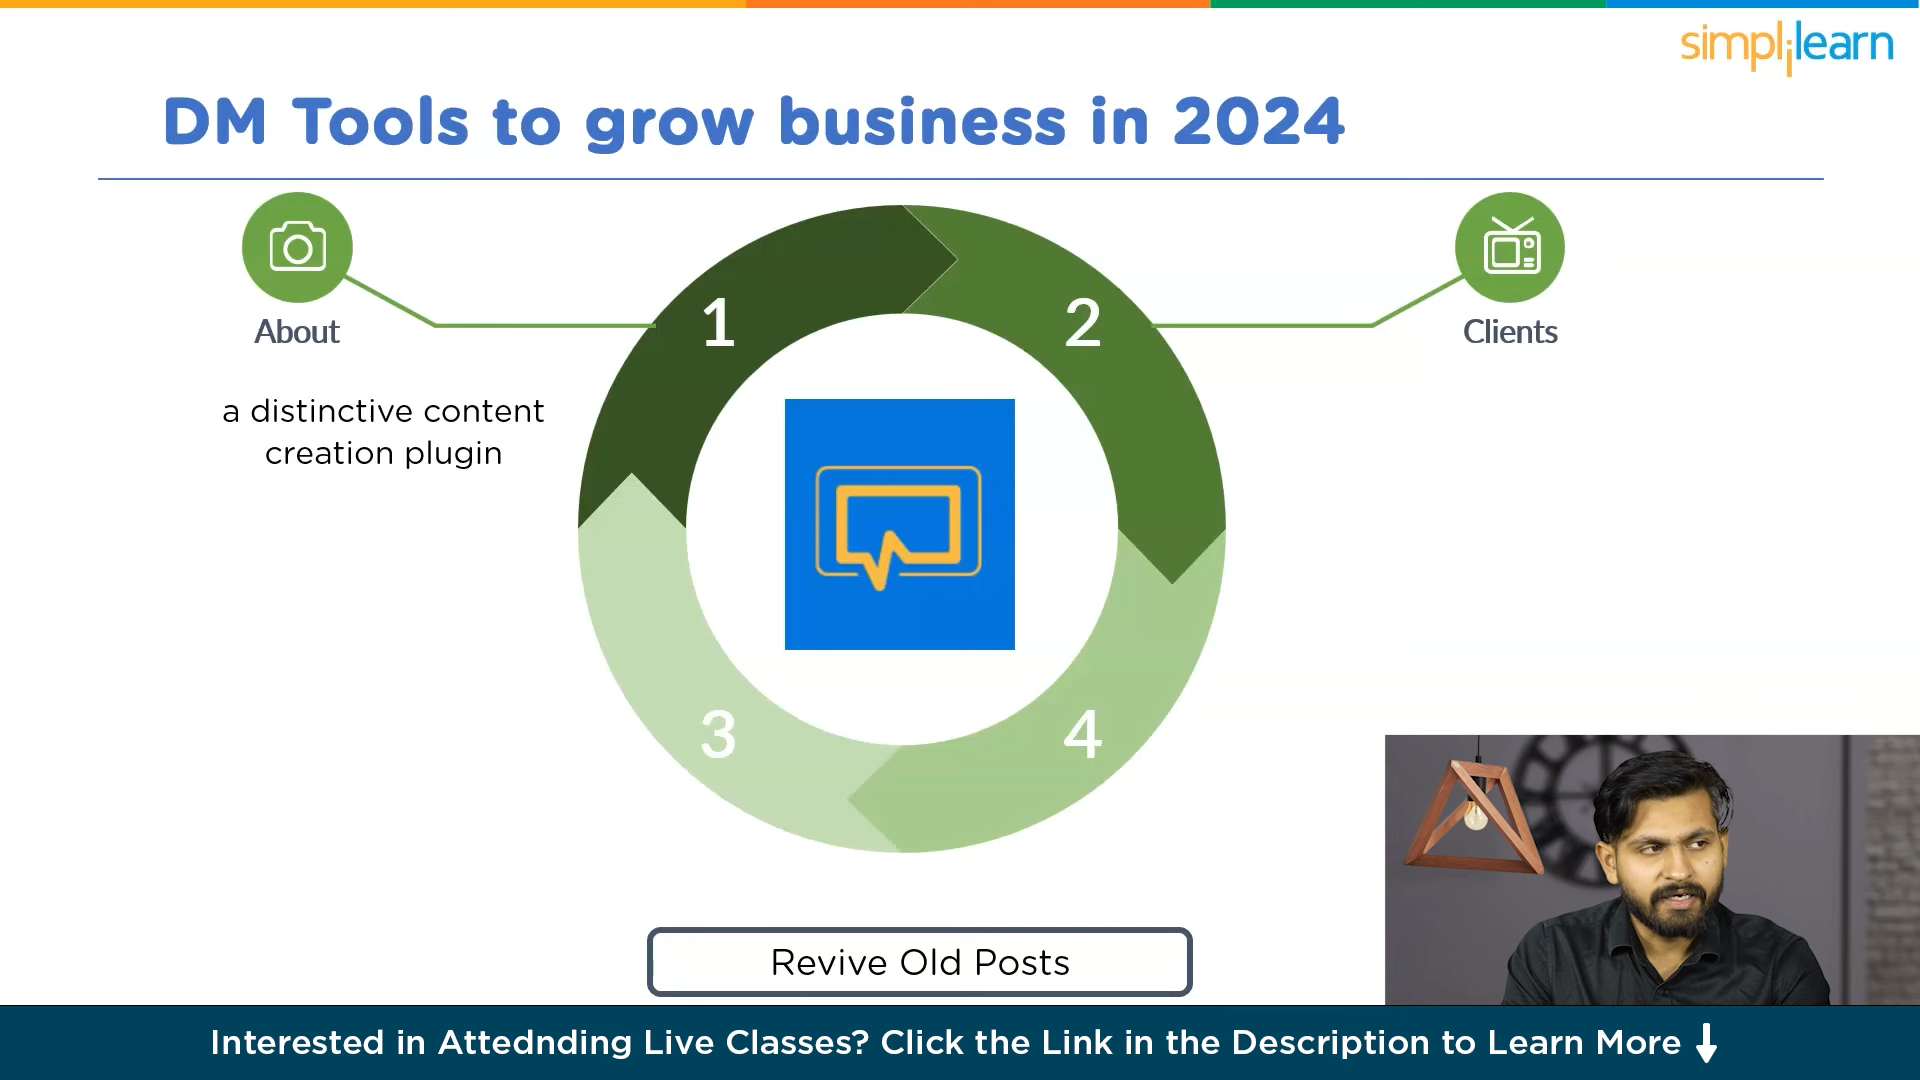 simplilearn
DM Tools to grow business in 2024
1
2
About
Clients
a distinctive content
creation plugin
3
4
Revive Old Posts
Interested in Attednding Live Classes? Click the Link in the Description to Learn More